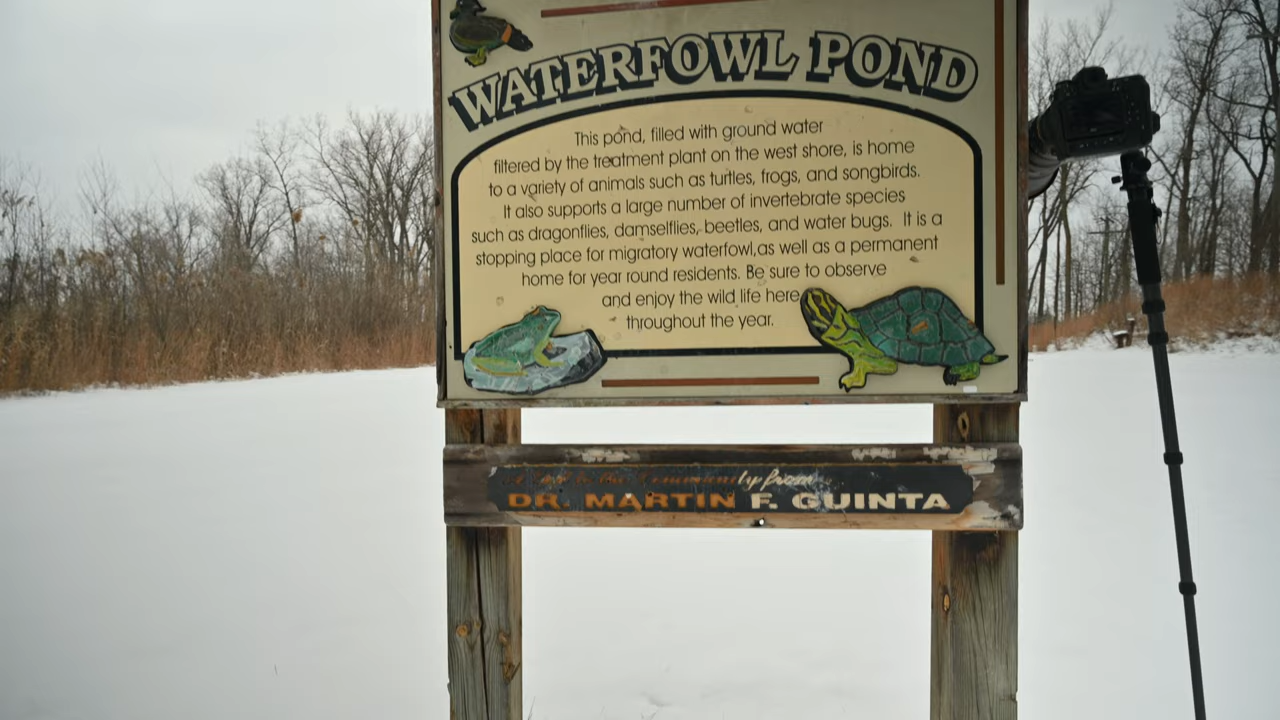 WATERFOWL POND
This pond, filled with ground water
filtered by the treatment plant on the west shore, is home
to a variety of animals such as turtles, frogs, and songbirds.
It also supports a large number of invertebrate species
such as dragonflies, damselflies, beetles, and water bugs. It is a
stopping place for migratory waterfowl, as well as a permanent
home for year round residents. Be sure to observe
and enjoy the wild life here
throughout the year.
to the Community from
DR. MARTIN F. GUINTA